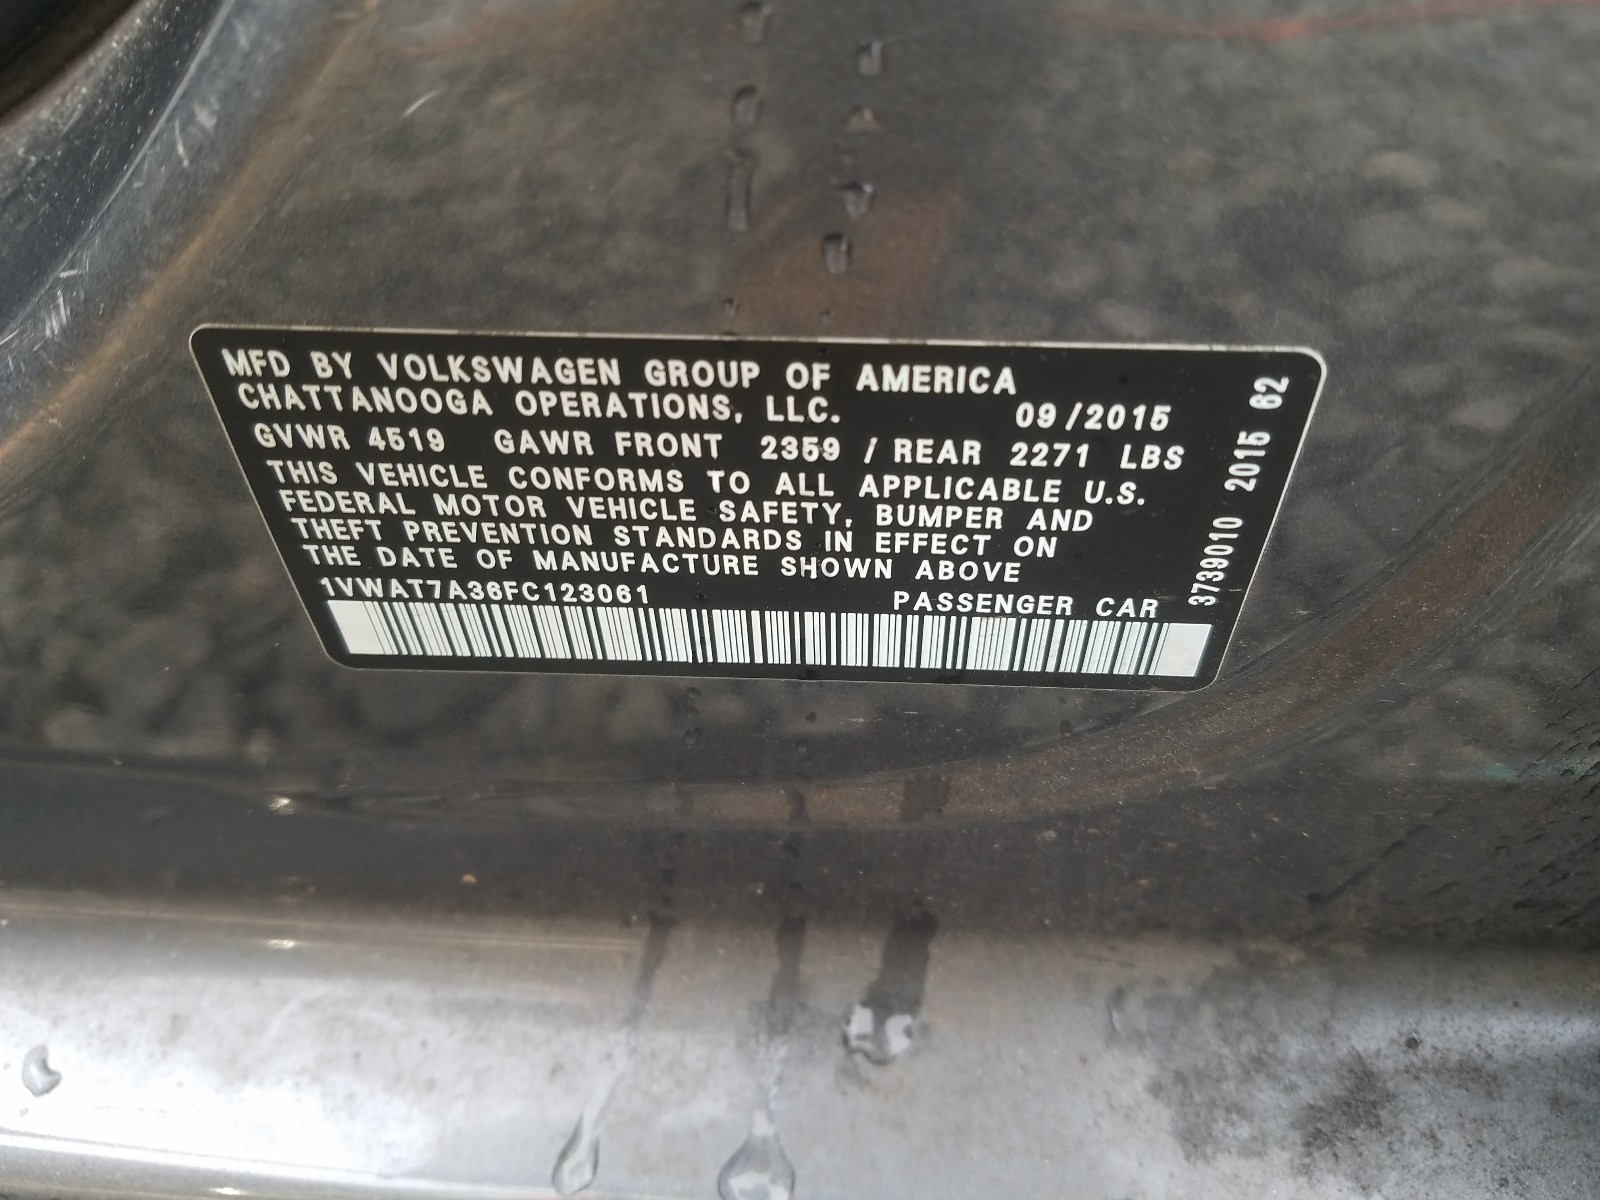 MFD BY VOLKSWAGEN GROUP OF AMERICA
CHATTANOOGA OPERATIONS, LLC. 09/2015
GVWR 4519 GAWR FRONT 2359 / REAR 2271 LBS
THIS VEHICLE CONFORMS TO ALL APPLICABLE U.S.
FEDERAL MOTOR VEHICLE SAFETY, BUMPER AND
THEFT PREVENTION STANDARDS IN EFFECT ON
THE DATE OF MANUFACTURE SHOWN ABOVE
1VWAT7A36FC123061 PASSENGER CAR
3739010 2015 62